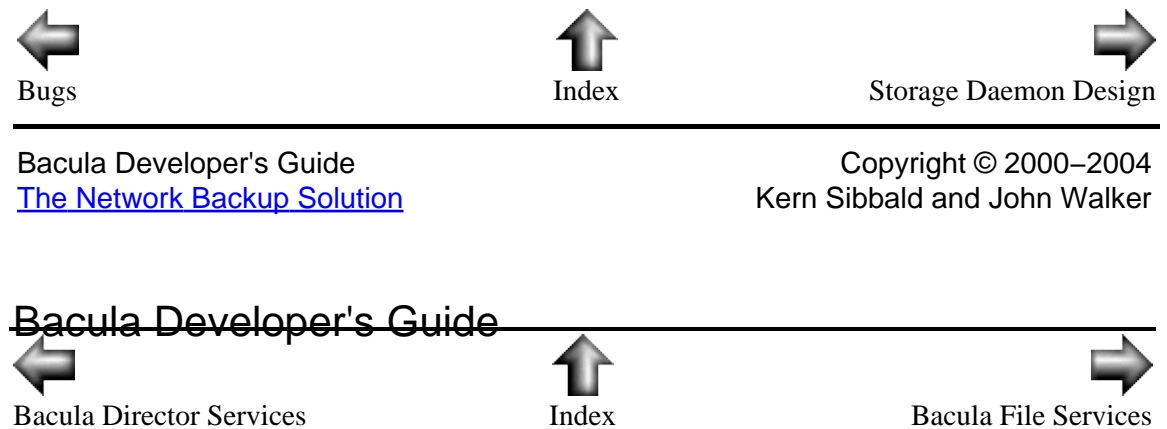 Bugs Index Storage Daemon Design
Bacula Developer's Guide Copyright © 2000−2004
The Network Backup Solution Kern Sibbald and John Walker
Bacula Developer's Guide
Bacula Director Services Index Bacula File Services